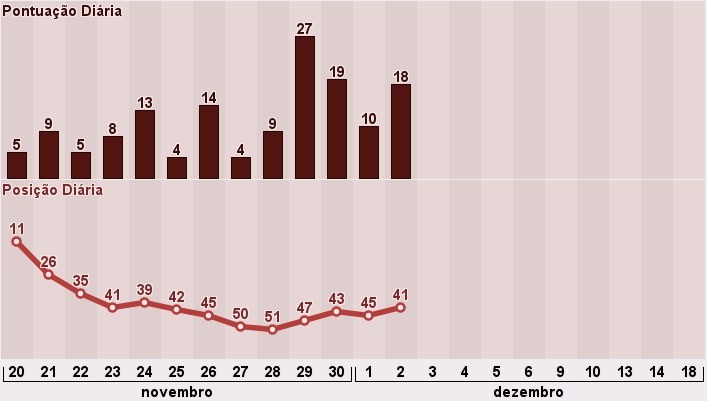 Pontuação Diária
5 9 5 8 13 4 14 4 9 27 19 10 18
Posição Diária
11 26 35 41 39 42 45 50 51 47 43 45 41
20 21 22 23 24 25 26 27 28 29 30 1 2 3 4 5 6 9 10 13 14 18
novembro dezembro